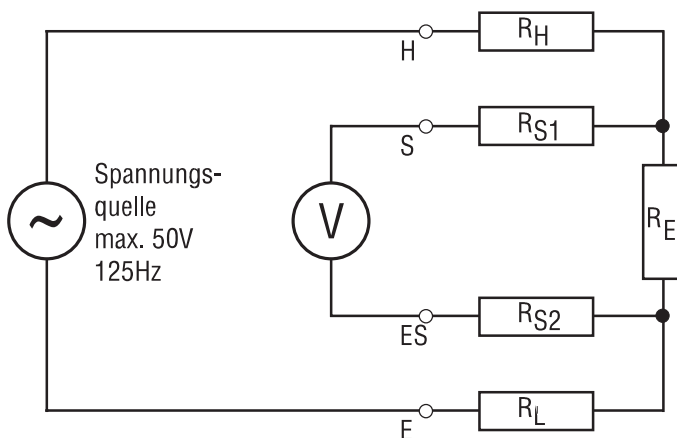 H
R_H
S
R_S1
Spannungs-
quelle
max. 50V
125Hz
~
V
R_E
ES
R_S2
E
R_L